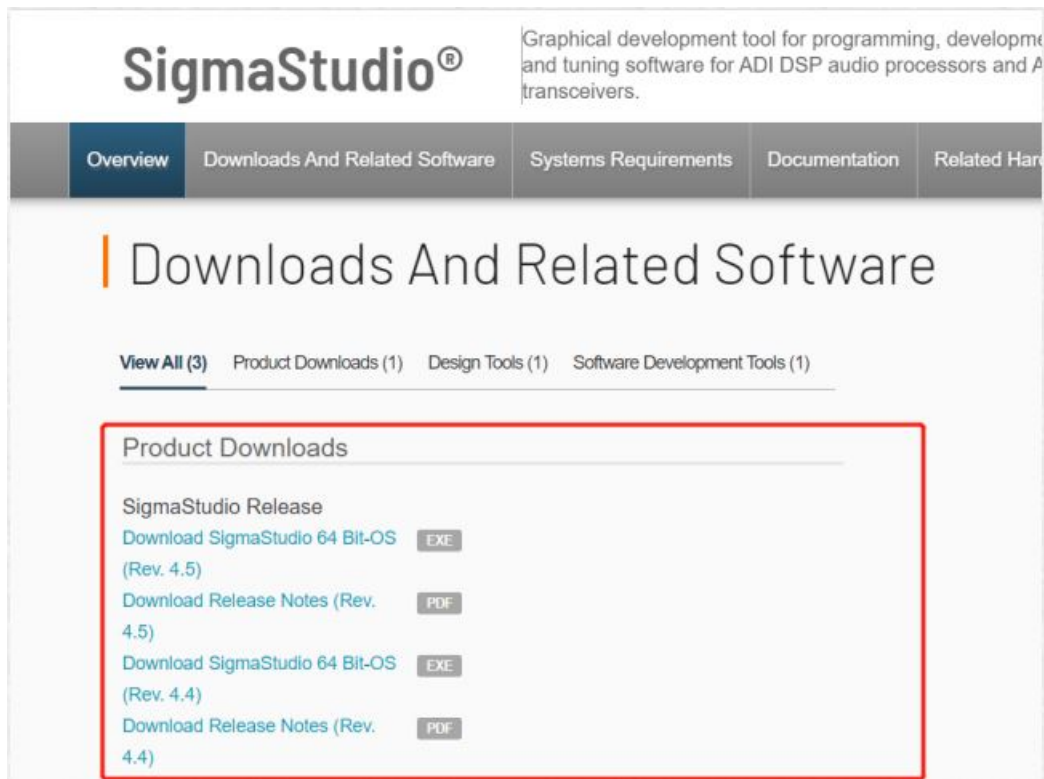 SigmaStudio®
Graphical development tool for programming, developme
and tuning software for ADI DSP audio processors and A
transceivers.
Overview
Downloads And Related Software
Systems Requirements
Documentation
Related Har
Downloads And Related Software
View All (3)
Product Downloads (1)
Design Tools (1)
Software Development Tools (1)
Product Downloads
SigmaStudio Release
Download SigmaStudio 64 Bit-OS EXE
(Rev. 4.5)
Download Release Notes (Rev. PDF
4.5)
Download SigmaStudio 64 Bit-OS EXE
(Rev. 4.4)
Download Release Notes (Rev. PDF
4.4)